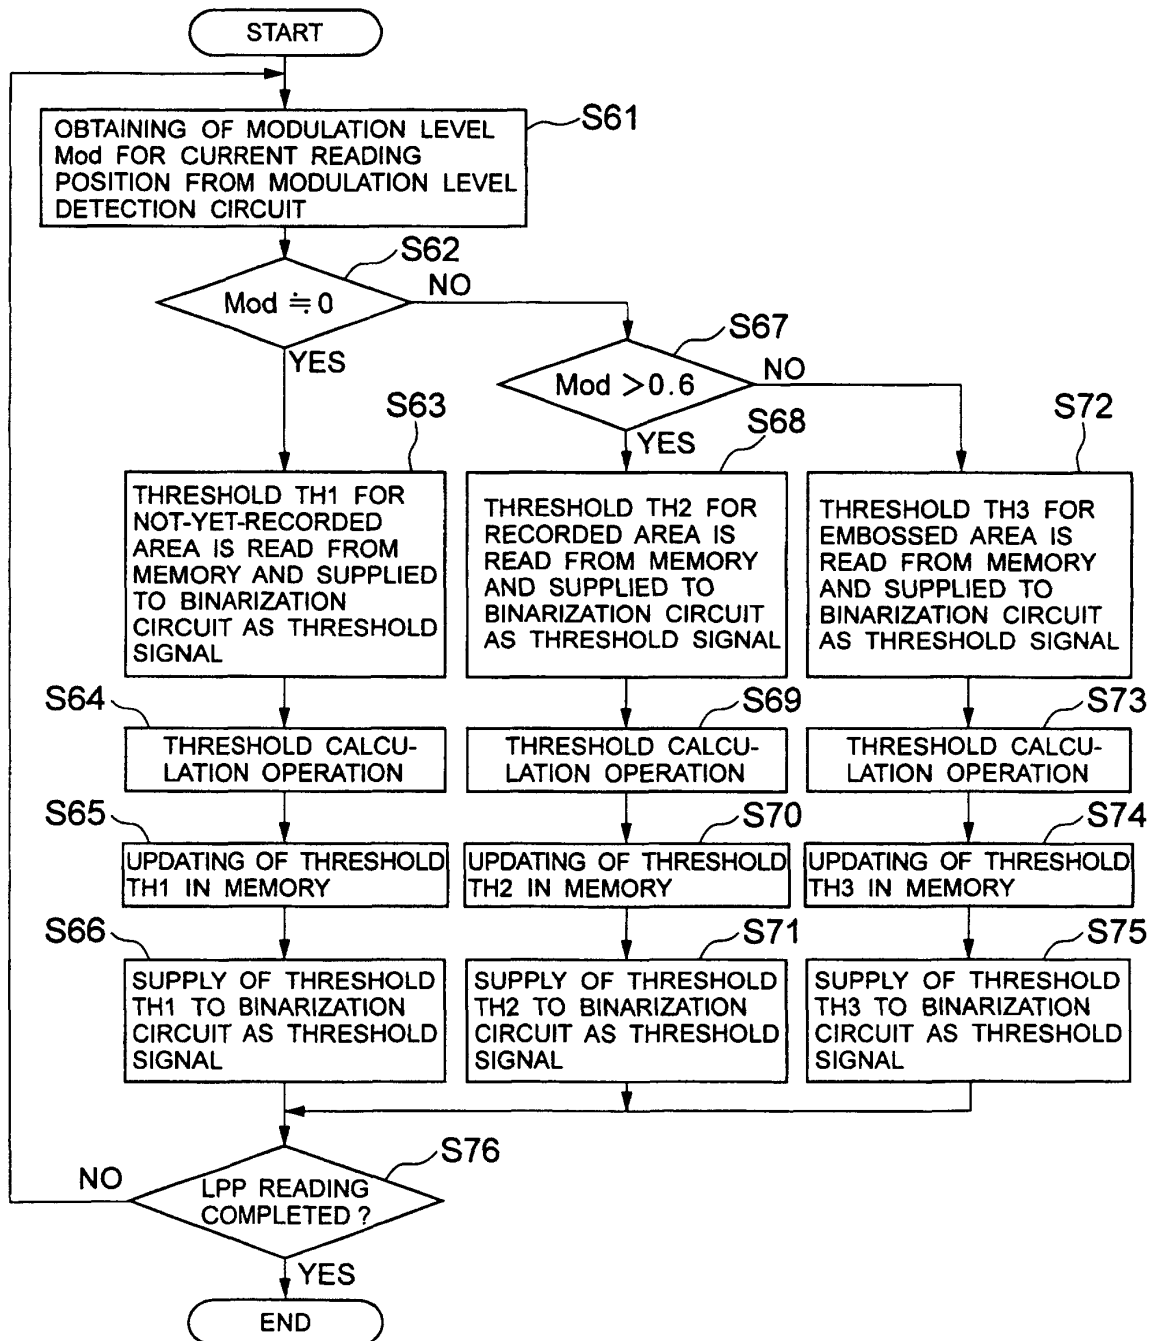 START
OBTAINING OF MODULATION LEVEL
Mod FOR CURRENT READING
POSITION FROM MODULATION LEVEL
DETECTION CIRCUIT
S61
S62
Mod ≒ 0
NO
YES
S67
Mod > 0.6
NO
YES
S63
THRESHOLD TH1 FOR
NOT-YET-RECORDED
AREA IS READ FROM
MEMORY AND SUPPLIED
TO BINARIZATION
CIRCUIT AS THRESHOLD
SIGNAL
S68
THRESHOLD TH2 FOR
RECORDED AREA IS
READ FROM MEMORY
AND SUPPLIED TO
BINARIZATION CIRCUIT
AS THRESHOLD SIGNAL
S72
THRESHOLD TH3 FOR
EMBOSSED AREA IS
READ FROM MEMORY
AND SUPPLIED TO
BINARIZATION CIRCUIT
AS THRESHOLD SIGNAL
S64
THRESHOLD CALCU-
LATION OPERATION
S69
THRESHOLD CALCU-
LATION OPERATION
S73
THRESHOLD CALCU-
LATION OPERATION
S65
UPDATING OF THRESHOLD
TH1 IN MEMORY
S70
UPDATING OF THRESHOLD
TH2 IN MEMORY
S74
UPDATING OF THRESHOLD
TH3 IN MEMORY
S66
SUPPLY OF THRESHOLD
TH1 TO BINARIZATION
CIRCUIT AS THRESHOLD
SIGNAL
S71
SUPPLY OF THRESHOLD
TH2 TO BINARIZATION
CIRCUIT AS THRESHOLD
SIGNAL
S75
SUPPLY OF THRESHOLD
TH3 TO BINARIZATION
CIRCUIT AS THRESHOLD
SIGNAL
S76
NO
LPP READING
COMPLETED ?
YES
END